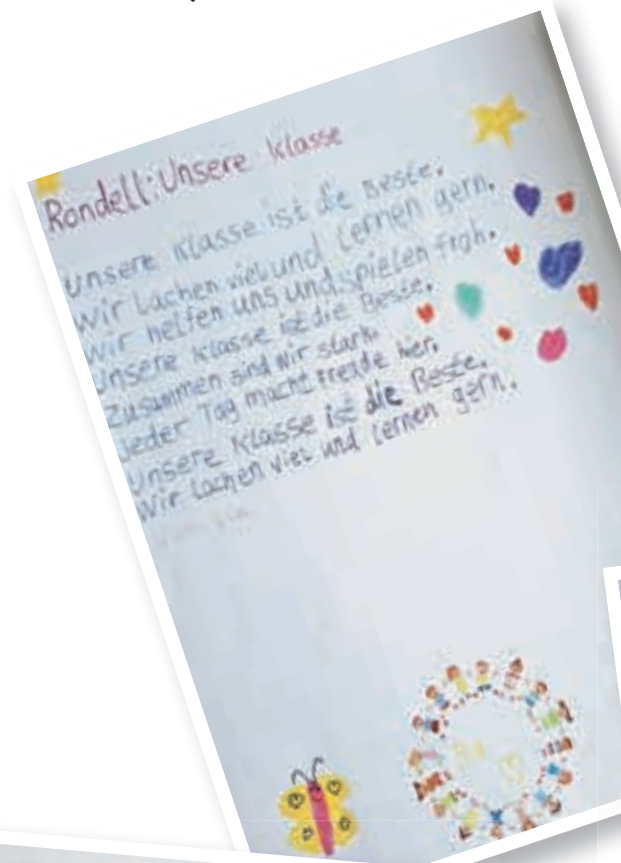 Rondell: Unsere Klasse
Unsere Klasse ist die Beste.
Wir lachen viel und lernen gern.
Wir helfen uns und spielen froh.
Unsere Klasse ist die Beste.
Zusammen sind wir stark.
Jeder Tag macht Freude hier.
Unsere Klasse ist die Beste.
Wir lachen viel und lernen gern.